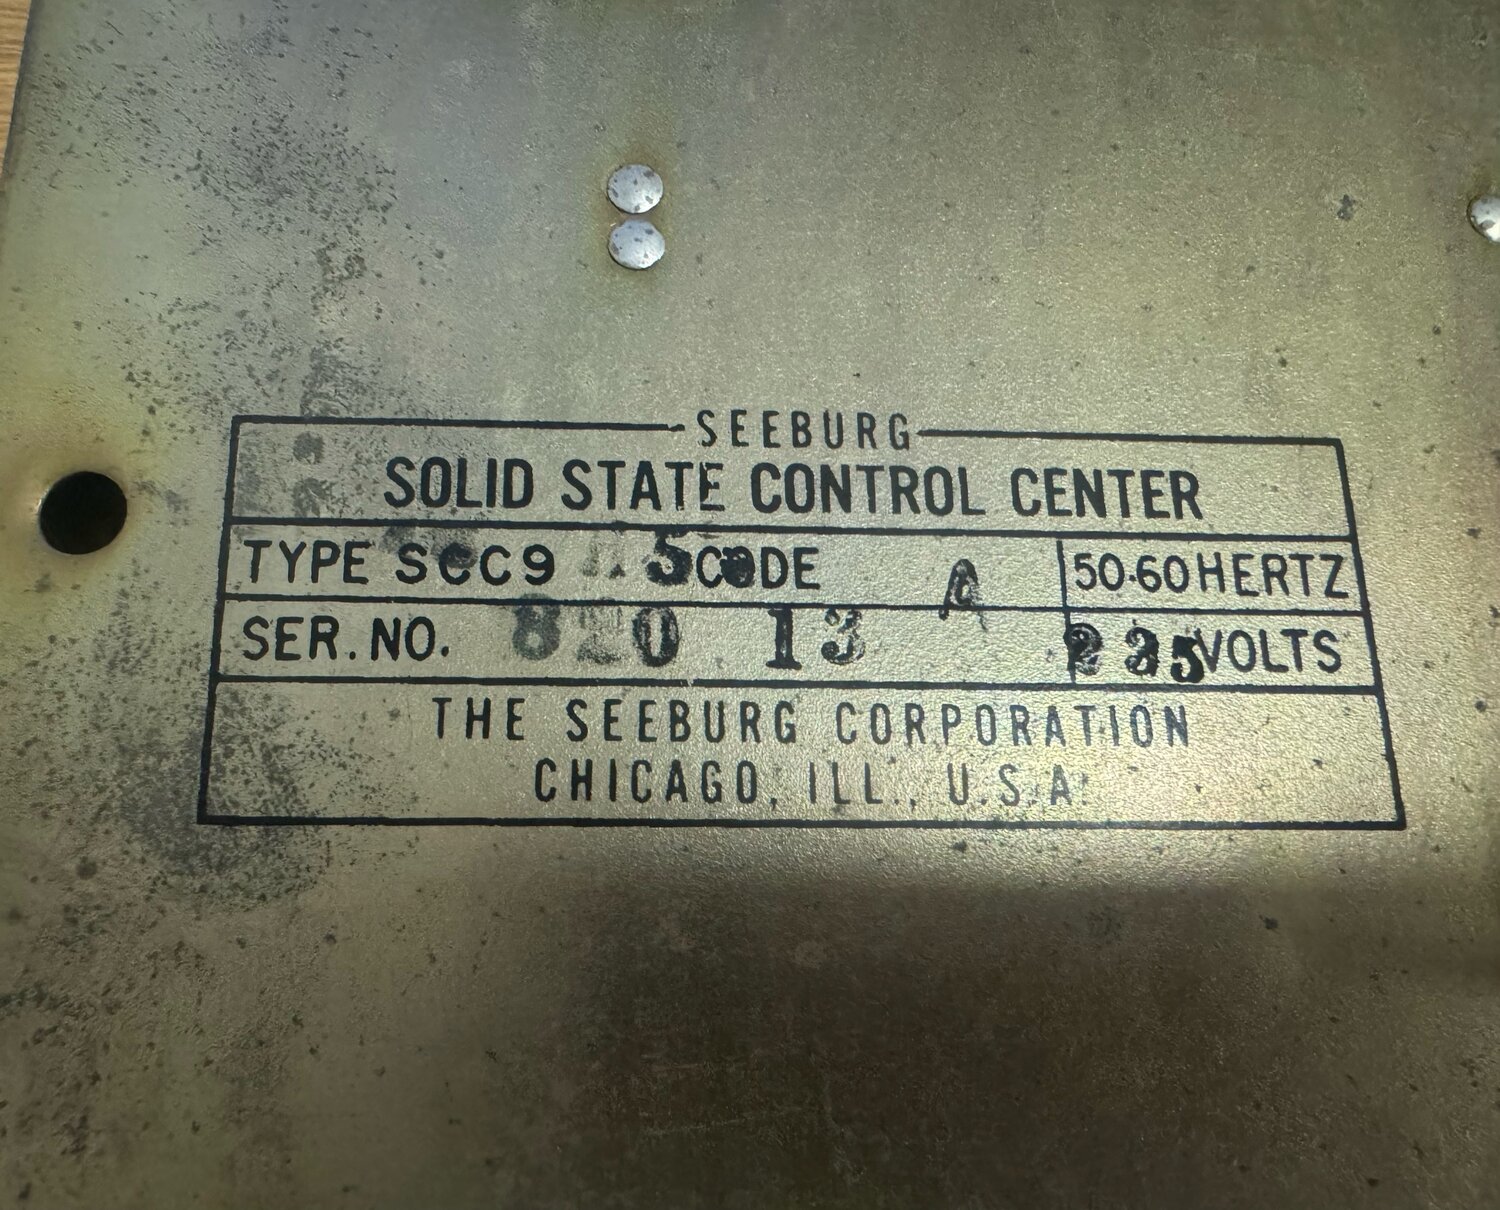 SEEBURG
SOLID STATE CONTROL CENTER
TYPE SCC9 5 CODE A 50-60 HERTZ
SER. NO. 13 VOLTS
THE SEEBURG CORPORATION
CHICAGO, ILL., U.S.A.